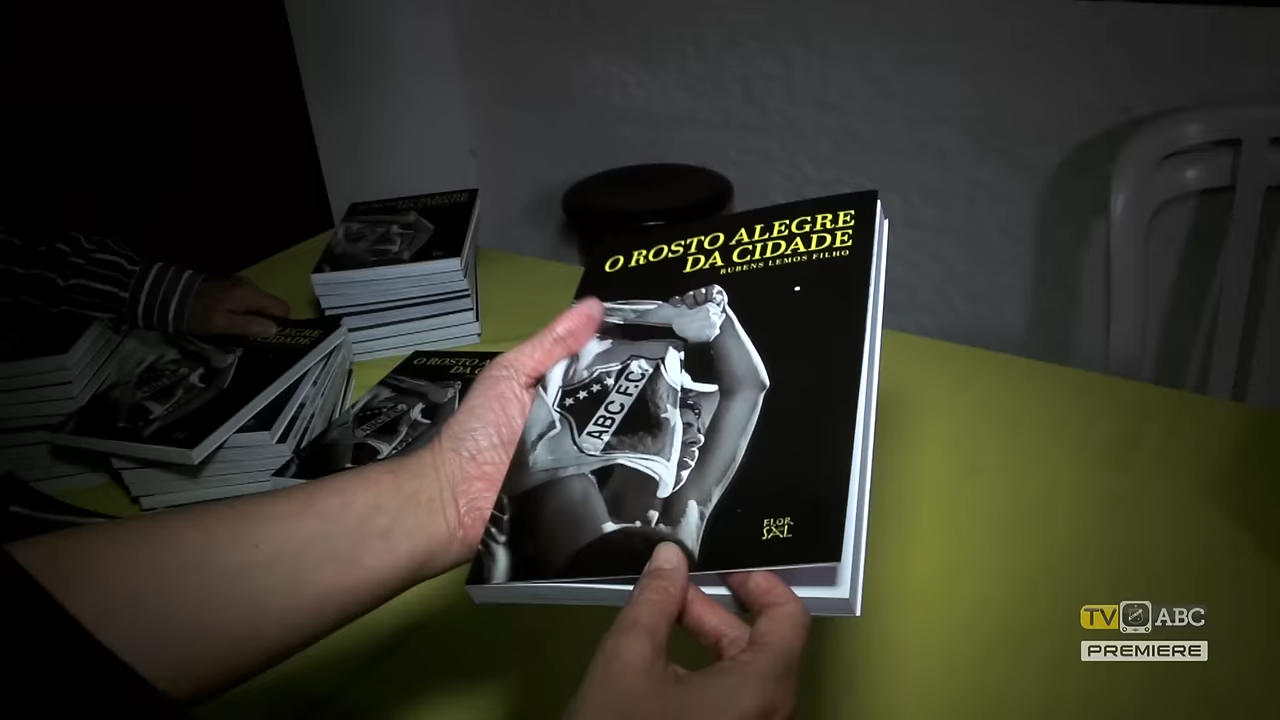 O ROSTO ALEGRE
DA CIDADE
RUBENS LEMOS FILHO
ABC F.C.
FLOR
SAL
ALEGRE
CIDADE
O ROSTO A
DA C
TV ABC
PREMIERE